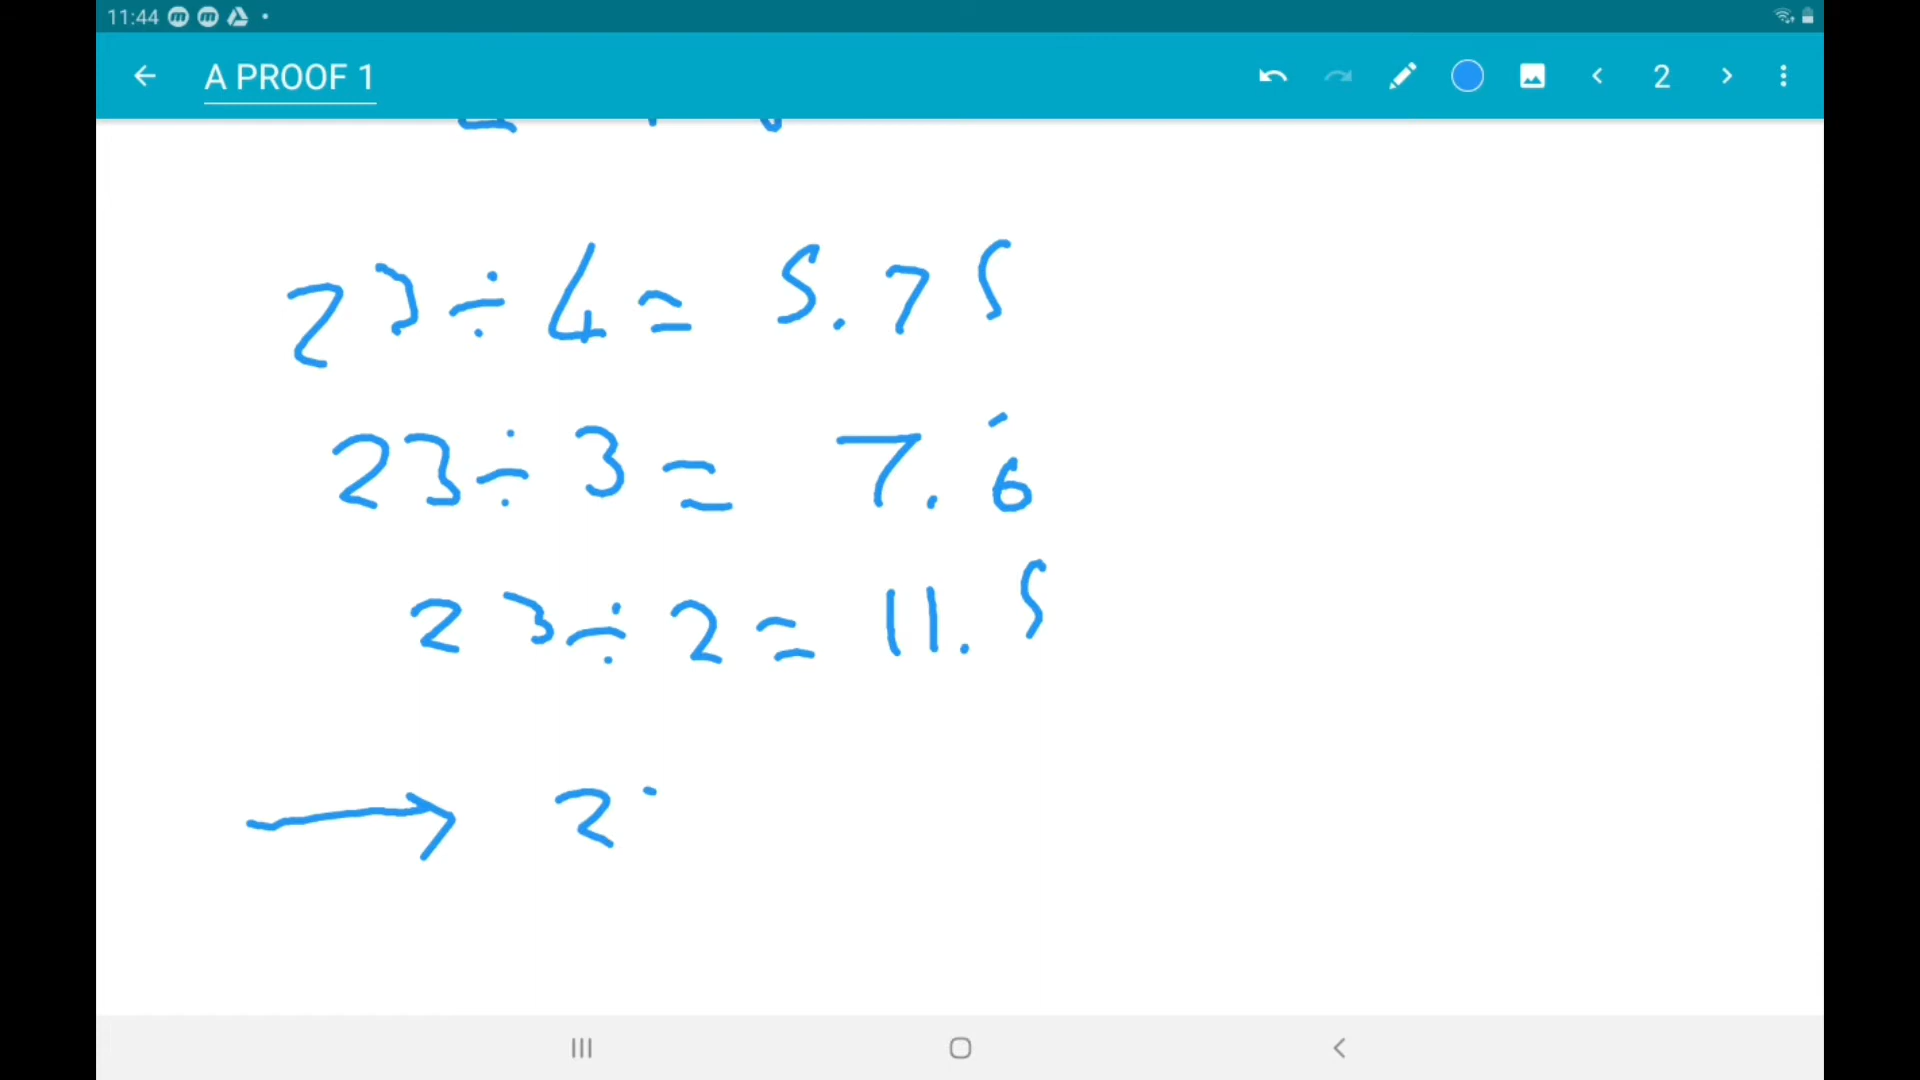 11:44
A PROOF 1 2
23 ÷ 4 = 5.75
23 ÷ 3 = 7.6̇
23 ÷ 2 = 11.5
→ 2